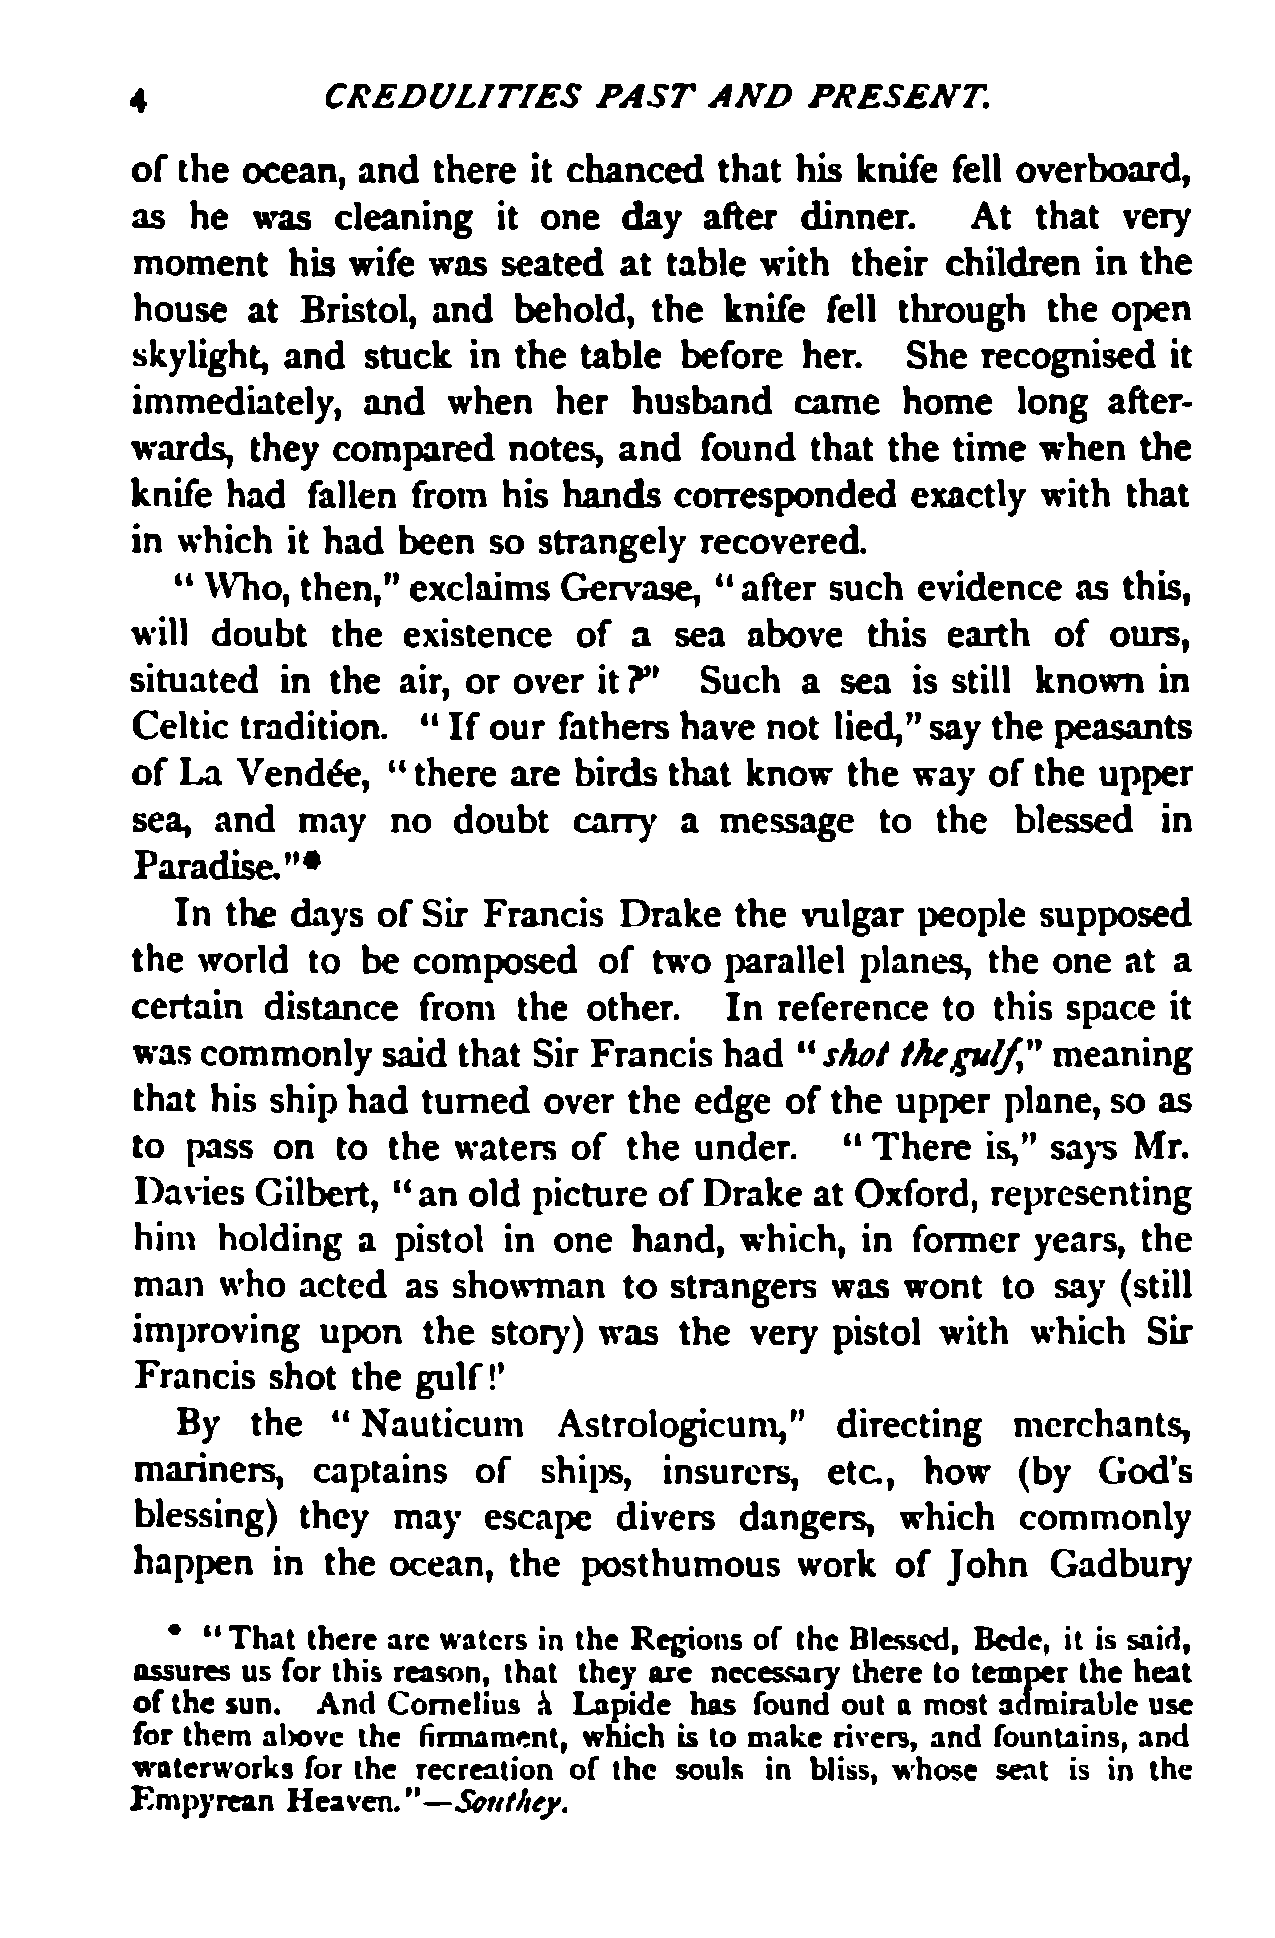 4 CREDULITIES PAST AND PRESENT.
of the ocean, and there it chanced that his knife fell overboard,
as he was cleaning it one day after dinner. At that very
moment his wife was seated at table with their children in the
house at Bristol, and behold, the knife fell through the open
skylight, and stuck in the table before her. She recognised it
immediately, and when her husband came home long after-
wards, they compared notes, and found that the time when the
knife had fallen from his hands corresponded exactly with that
in which it had been so strangely recovered.
" Who, then," exclaims Gervase, " after such evidence as this,
will doubt the existence of a sea above this earth of ours,
situated in the air, or over it ?" Such a sea is still known in
Celtic tradition. " If our fathers have not lied," say the peasants
of La Vendée, " there are birds that know the way of the upper
sea, and may no doubt carry a message to the blessed in
Paradise."*
In the days of Sir Francis Drake the vulgar people supposed
the world to be composed of two parallel planes, the one at a
certain distance from the other. In reference to this space it
was commonly said that Sir Francis had " shot the gulf," meaning
that his ship had turned over the edge of the upper plane, so as
to pass on to the waters of the under. " There is," says Mr.
Davies Gilbert, " an old picture of Drake at Oxford, representing
him holding a pistol in one hand, which, in former years, the
man who acted as showman to strangers was wont to say (still
improving upon the story) was the very pistol with which Sir
Francis shot the gulf !'
By the " Nauticum Astrologicum," directing merchants,
mariners, captains of ships, insurers, etc., how (by God's
blessing) they may escape divers dangers, which commonly
happen in the ocean, the posthumous work of John Gadbury
* " That there are waters in the Regions of the Blessed, Bede, it is said,
assures us for this reason, that they are necessary there to temper the heat
of the sun. And Cornelius à Lapide has found out a most admirable use
for them above the firmament, which is to make rivers, and fountains, and
waterworks for the recreation of the souls in bliss, whose seat is in the
Empyrean Heaven."—Southey.